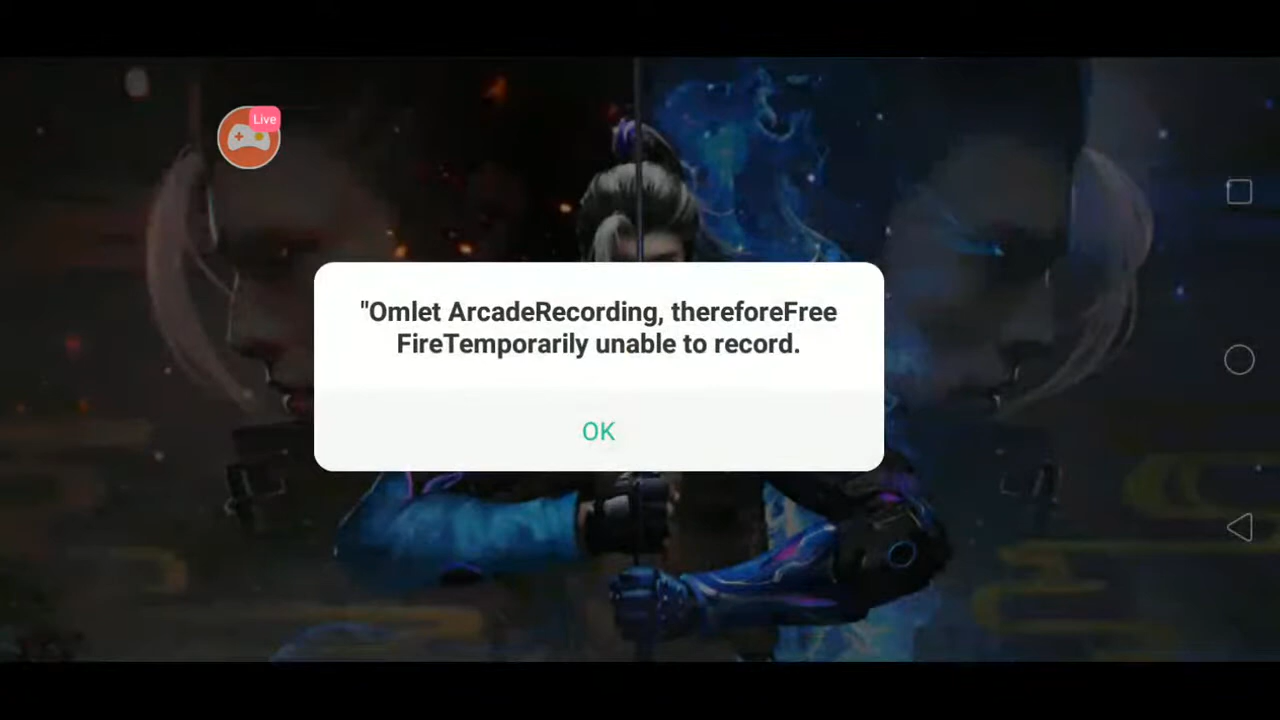 Live
"Omlet ArcadeRecording, thereforeFree
FireTemporarily unable to record.
OK